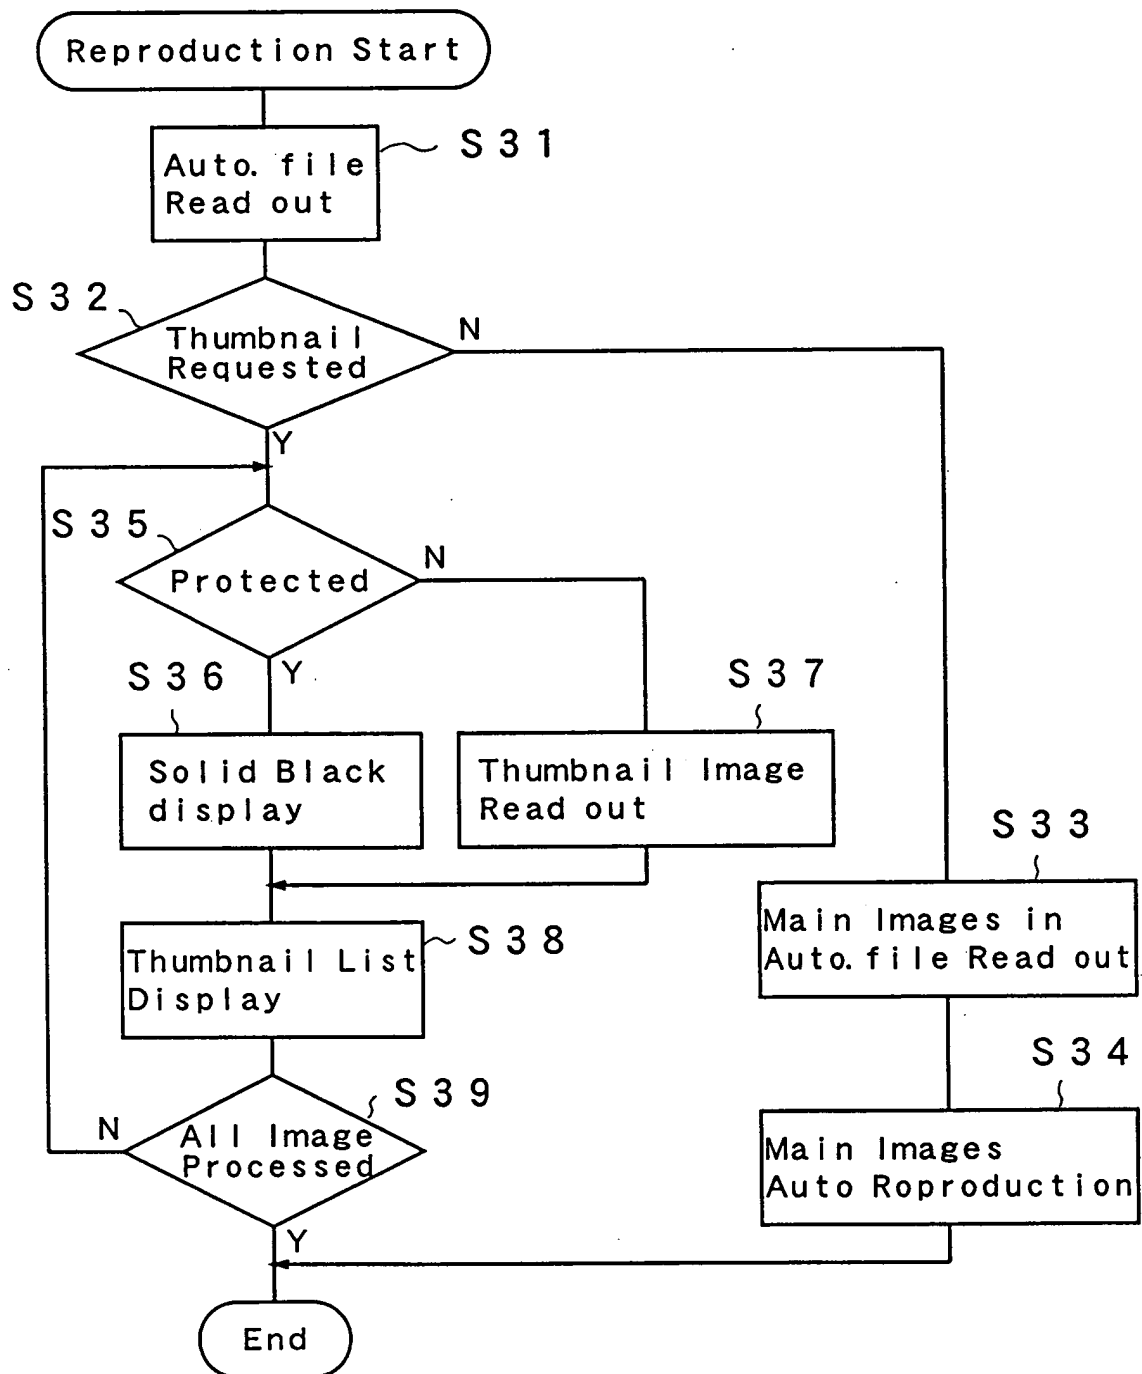 Reproduction Start
S31
Auto. file
Read out
S32
Thumbnail
Requested
N
Y
S35
Protected
N
Y
S36
Solid Black
display
S37
Thumbnail Image
Read out
S33
Main Images in
Auto. file Read out
S38
Thumbnail List
Display
S34
Main Images
Auto Roproduction
S39
All Image
Processed
N
Y
End